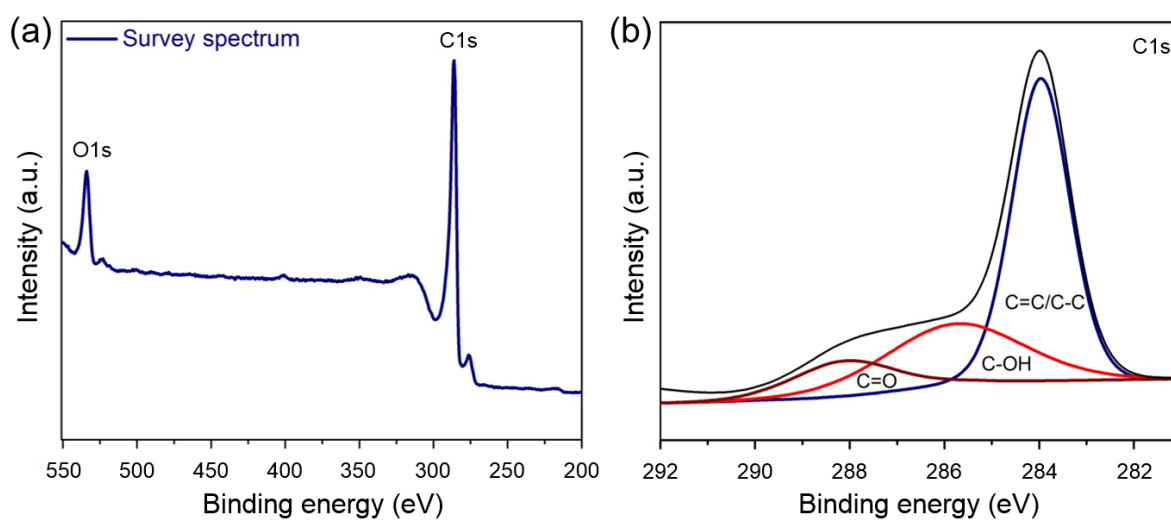 (a)
Survey spectrum
C1s
O1s
Intensity (a.u.)
550 500 450 400 350 300 250 200
Binding energy (eV)
(b)
C1s
C=C/C-C
C-OH
C=O
Intensity (a.u.)
292 290 288 286 284 282
Binding energy (eV)